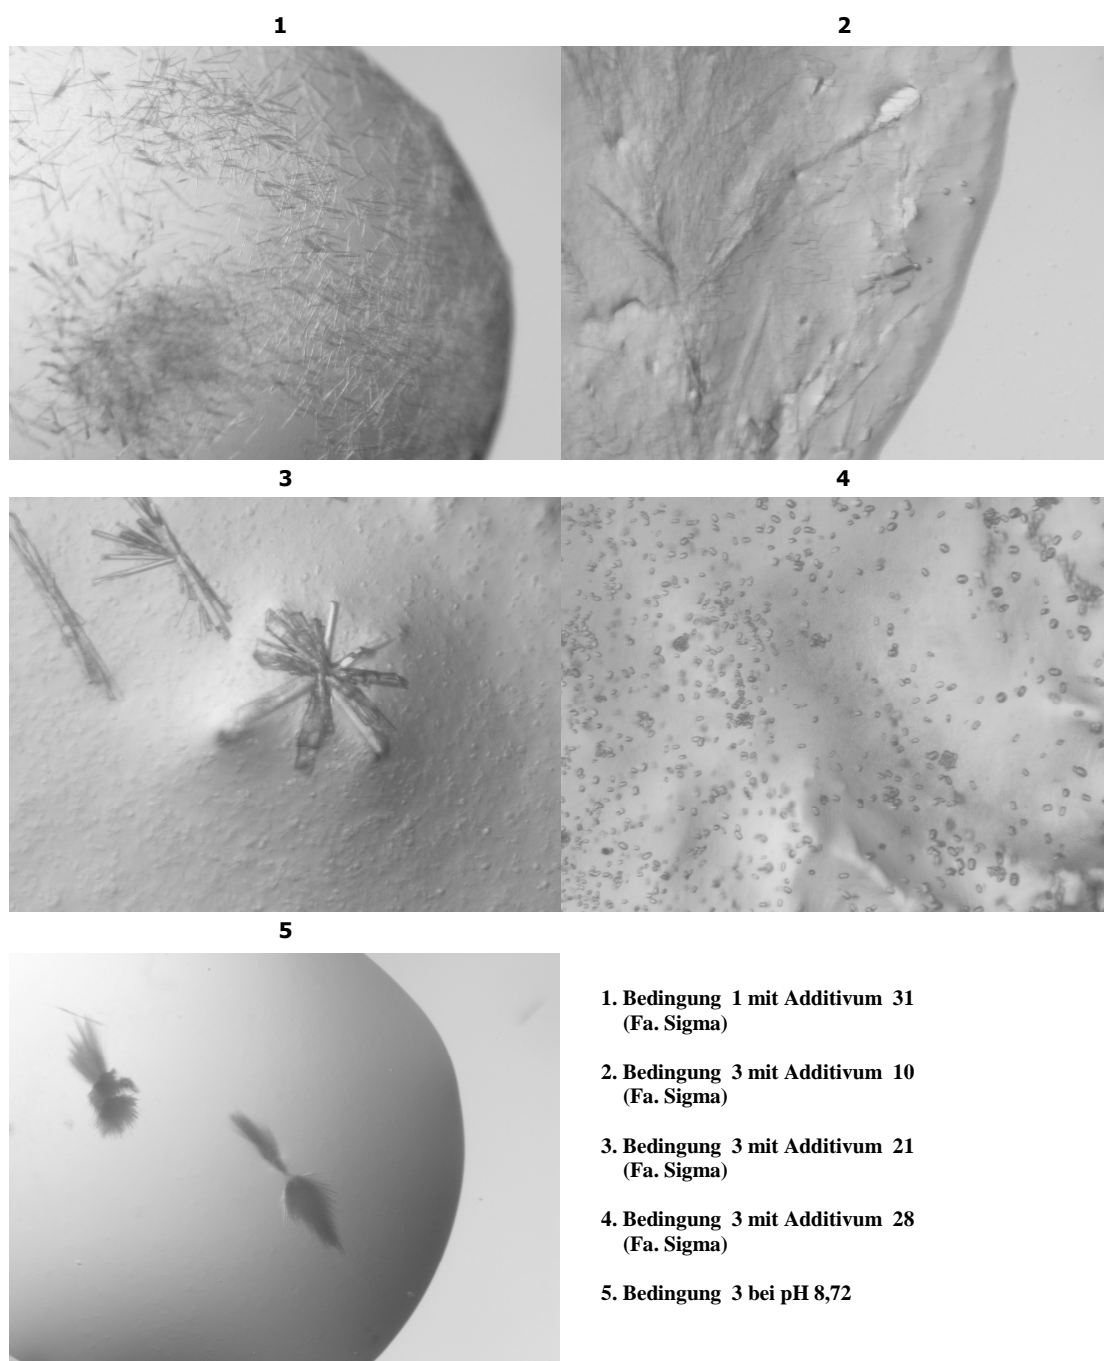 1
2
3
4
5
1. Bedingung 1 mit Additivum 31
(Fa. Sigma)
2. Bedingung 3 mit Additivum 10
(Fa. Sigma)
3. Bedingung 3 mit Additivum 21
(Fa. Sigma)
4. Bedingung 3 mit Additivum 28
(Fa. Sigma)
5. Bedingung 3 bei pH 8,72